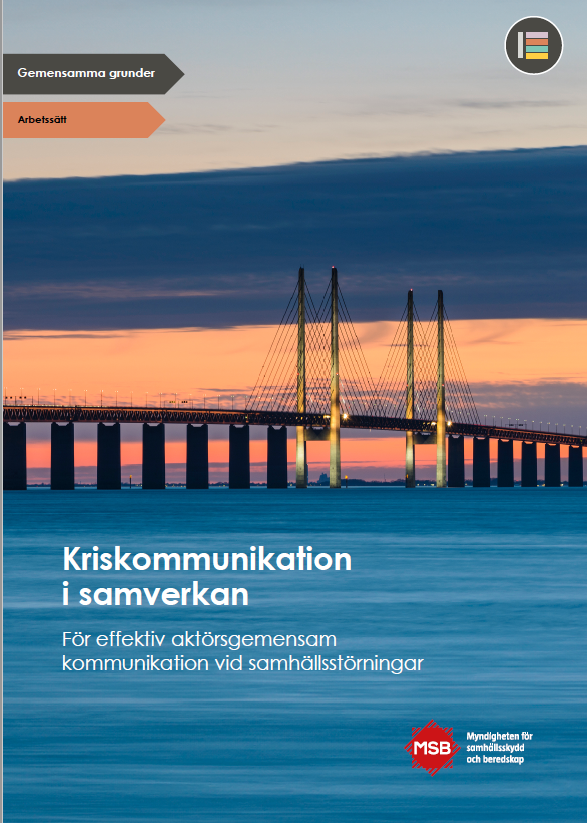 Gemensamma grunder
Arbetssätt
Kriskommunikation
i samverkan
För effektiv aktörsgemensam
kommunikation vid samhällsstörningar
MSB
Myndigheten för
samhällsskydd
och beredskap